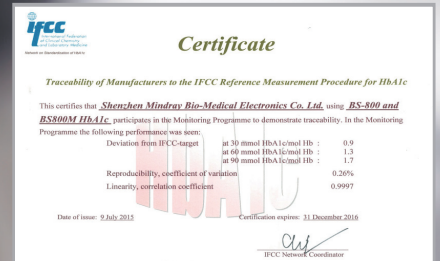 ifcc
International Federation
of Clinical Chemistry
and Laboratory Medicine
Network on Standardization of HbA1c
Certificate
Traceability of Manufacturers to the IFCC Reference Measurement Procedure for HbA1c
This certifies that Shenzhen Mindray Bio-Medical Electronics Co. Ltd. using BS-800 and
BS800M HbA1c participates in the Monitoring Programme to demonstrate traceability. In the Monitoring
Programme the following performance was seen:
Deviation from IFCC-target at 30 mmol HbA1c/mol Hb : 0.9
at 60 mmol HbA1c/mol Hb : 1.3
at 90 mmol HbA1c/mol Hb : 1.7
Reproducibility, coefficient of variation 0.26%
Linearity, correlation coefficient 0.9997
HbA1c
Date of issue: 9 July 2015 Certification expires: 31 December 2016
IFCC Network Coordinator